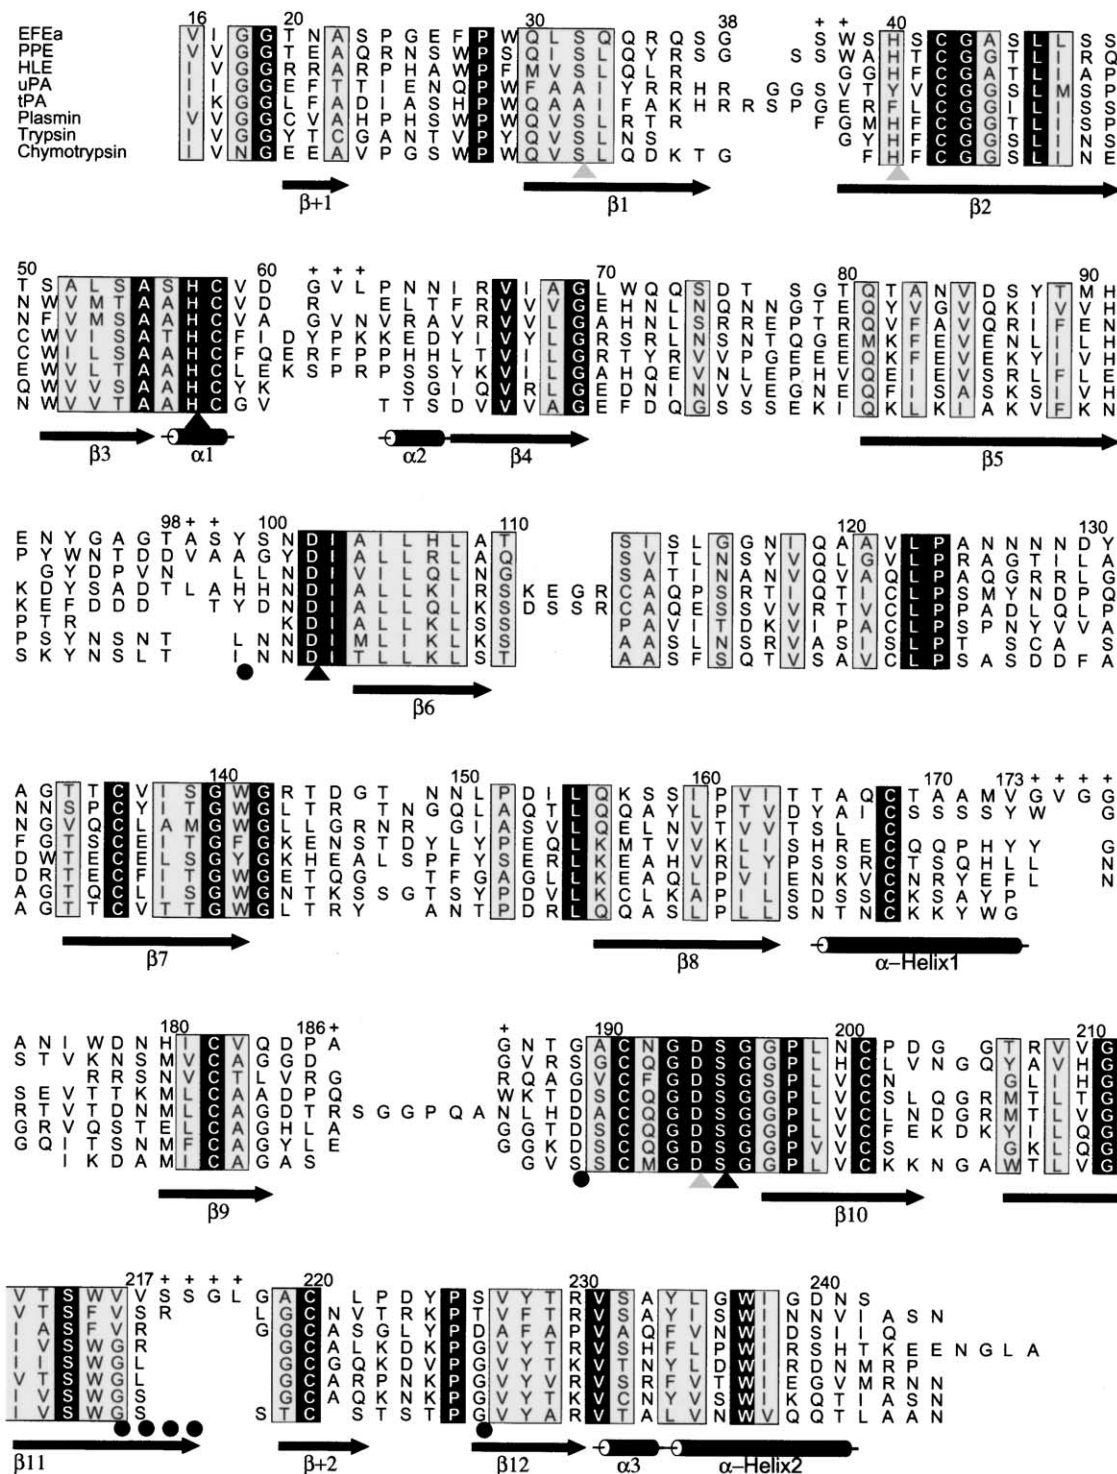 16 20 30 38 + + 40
EFEa V I G G T N A S P G E F P W Q L S Q Q R Q S G S W S H S C G A S L L S S
PPE V V G G T E A Q R N S W P S Q I S L Q Y R S G S S W A H T C G G T L I R Q
HLE I V G G R R A R P H A W P F M V S L Q L R G G H F C G A T L I A P
uPA I I G G E F T T I E N Q P W F A A I Y R R H R G G S V T Y V C G G S L M S P
tPA I K G G L F A D I A S H P W Q A A I F A K H R R S P G E R F L C G G I L I S S
Plasmin V V G G C V A H P H S W P W Q V S L R T R F G M H F C G G T L I S P
Trypsin I V G G Y T C G A N T V P Y Q V S L N S G Y H F C G G S L I N S
Chymotrypsin I V N G E E A V P G S W P W Q V S L Q D K T G F H F C G G S L I N E
β+1 β1 β2
50 60 + + + 70 80 90
T S A L S A S H C V D G V L P N N I R V I A G L W Q Q S D T S G T Q T A N V D S Y T M H
N W V M T A A H C V D R E L T F R V V V G E H N L N Q N N G T E Q Y V G V Q K I V V H
N F V M S A A H C V A G V N V R A V R V V L G A H N L S R R E P T R Q V F A V Q R I F E N
C W V I S A T H C F I D Y P K K E D Y I V Y L G R S R L N S N T Q G E M K F E V E N L I L H
C W I L S A A H C F Q E R F P P H H L T V I L G R T Y R V V P G E E E Q K F E V E K Y I V H
E W V L T A A H C L E K S P R P S S Y K V I L G A H Q E V N L E P H V Q E I E V S R L F L E
Q W V V S A A H C Y K S G I Q V R L G E D N I N V V E G N E Q F I S A S K S I V H
N W V V T A A H C G V T T S D V V V A G E F D Q G S S S E K I Q K L K I A K V F K N
β3 α1 α2 β4 β5
98 + + 100 110 120 130
E N Y G A G T A S Y S N D I A I L H L A T S I S L G G N I Q A A V L P A N N N N D Y
P Y W N T D D V A A G Y D I A L L R L A Q S V T L N S Y V Q L G V L P R A G T I L A
G Y D P V N L L N D I V I L Q L N G S A T I N A N V Q V A Q L P A Q G R R L G
K D Y S A D T L A H H N D I A L L K I R S K E G R C A Q P S R T I Q T I C L P S M Y N D P Q
K E F D D D T Y D N D I A L L Q L K S D S S R C A Q E S S V V R T V C L P P A D L Q L P
P T R K D I A L L K L S S P A V I T D K V I P A C L P S P N Y V V A
P S Y N S N T L N N D I M L I K L K S A A S L N S R V A S I S L P T S C A S
S K Y N S L T I N N D I T L L K L S T A A S F S Q T V S A V C L P S A S D D F A
β6
140 150 160 170 173 + + + +
A G T T C V I S G W G R T D G T N N L P D I L Q K S S I P V I T T A Q C T A A M V G V G G
N N S P C Y I T G W G L T R T N G Q L A Q T L Q Q A Y L P T V D Y A I C S S S S Y W G
N G V Q C L A M G W G L L G R N R G I A S V L Q E L N V T V V T S L C
F G T S C E I T G F G K E N S T D Y L Y P E Q L K M T V V K L I S H R E C Q Q P H Y Y G
D W T E C E L S G Y G K H E A L S P F Y S E R L K E A H V R L Y P S S R C T S Q H L L N
D R T E C F I T G W G E T Q G T F G A G L L K E A Q L P V I E N K V C N R Y E F L N
A G T Q C L I S G W G N T K S S G T S Y P D V L K C L K A P I L S D S S C K S A Y P
A G T T C V T T G W G L T R Y A N T P D R L Q Q A S L P L L S N T N C K K Y W G
β7 β8 α–Helix1
180 186 + + 190 200 210
A N I W D N H I C V Q D P A G N T G A C N G D S G G P L N C P D G G T R V V G
S T V K N S M V C A G G D G V R S G C Q G D S G G P L H C L V N G Q Y A V H G
R R S N V C T L V R G R Q A G V C F G D S G S P L V C N G L I H G
S E V T T K M L C A A D P Q W K T D S C Q G D S G G P L V C S L Q G R M T L T G
R T V T D N M L C A G D T R S G G P Q A N L H D A C Q G D S G G P L V C L N D G R M T L V G
G R V Q S T E L C A G H L A G G T D S C Q G D S G G P L V C F E K D K Y I L Q G
G Q I T S N M F C A G Y L E G G K D S C Q G D S G G P V V C G K L Q G
I K D A M I C A G A S G V S S C M G D S G G P L V C K K N G A W T L V G
β9 β10
217 + + + + 220 230 240
V T S W V V S S G L G A C L P D Y P S V Y T R V S A Y L G W I G D N S
V T S F V S R L G C N V T R K P T V F T R V S A Y I S W I N N V I A S N
I A S F V R G G C A S G L Y P D A F A P V A Q F V N W I D S I I Q
I V S W G R G C A L K D K P G V Y T R V S H F L P W I R S H T K E E N G L A
I I S W G L G C G Q K D V P G V Y T K V T N Y L D W I R D N M R P
V T S W G L G C A R P N K P G V Y V R V S R F V T W I E G V M R N N
I V S W G S G C A Q K N K P G V Y T K V C N Y V S W I K Q T I A S N
I V S W G S S T C S T S T P G V Y A R V T A L V N W V Q Q T L A A N
β11 β+2 β12 α3 α–Helix2